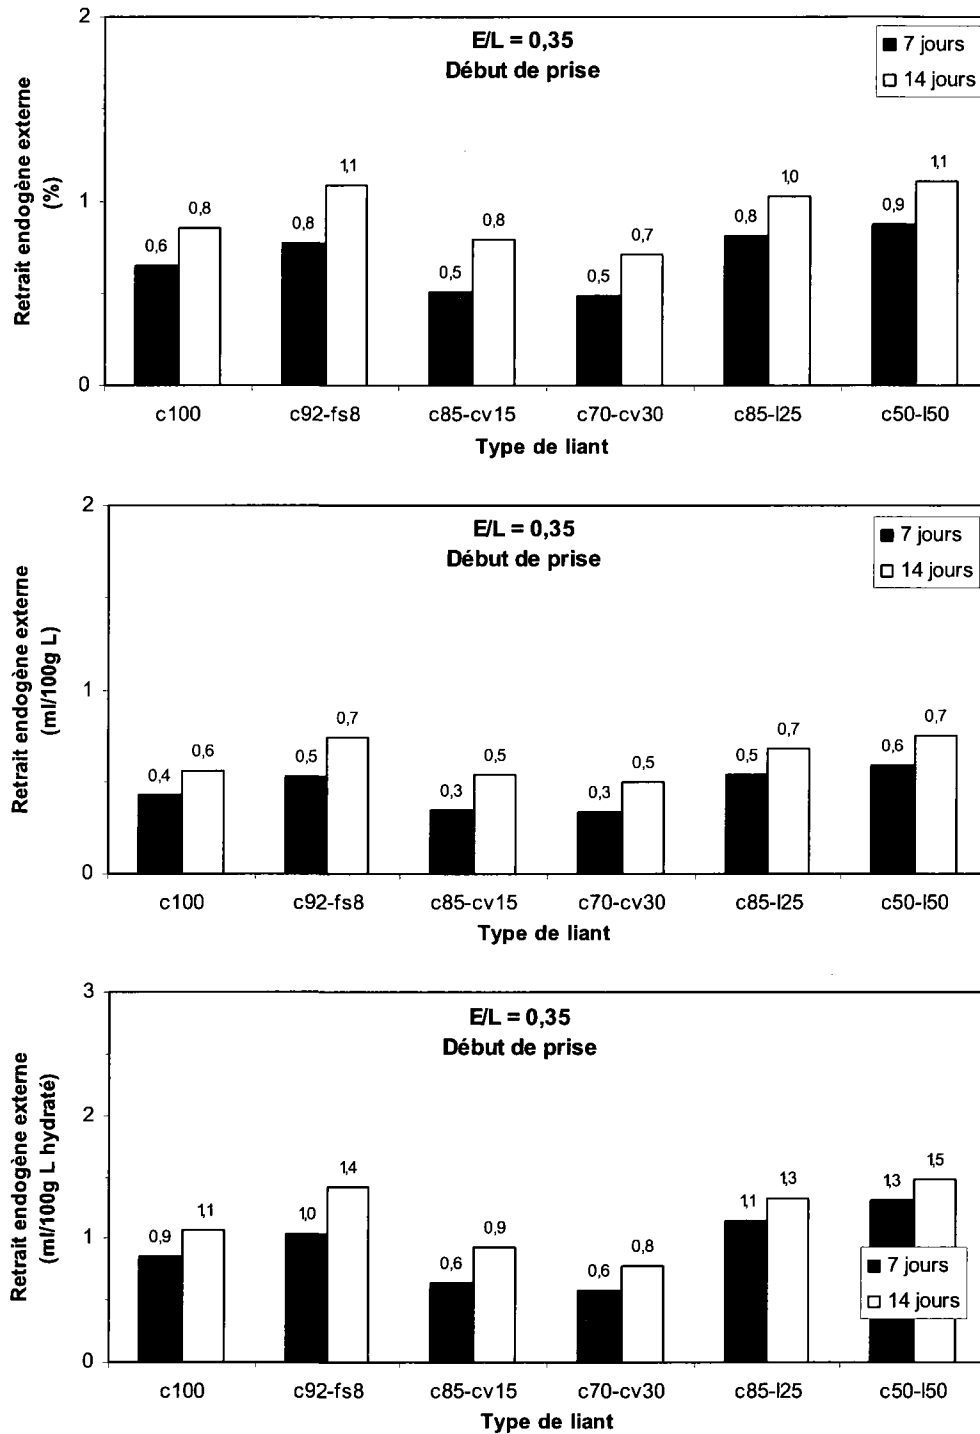 Retrait endogène externe
(%)
2
1
0
E/L = 0,35
Début de prise
7 jours
14 jours
0,6
0,8
0,8
1,1
0,5
0,8
0,5
0,7
0,8
1,0
0,9
1,1
c100
c92-fs8
c85-cv15
c70-cv30
c85-l25
c50-l50
Type de liant
Retrait endogène externe
(ml/100g L)
2
1
0
E/L = 0,35
Début de prise
7 jours
14 jours
0,4
0,6
0,5
0,7
0,3
0,5
0,3
0,5
0,5
0,7
0,6
0,7
c100
c92-fs8
c85-cv15
c70-cv30
c85-l25
c50-l50
Type de liant
Retrait endogène externe
(ml/100g L hydraté)
3
2
1
0
E/L = 0,35
Début de prise
0,9
1,1
1,0
1,4
0,6
0,9
0,6
0,8
1,1
1,3
1,3
1,5
7 jours
14 jours
c100
c92-fs8
c85-cv15
c70-cv30
c85-l25
c50-l50
Type de liant